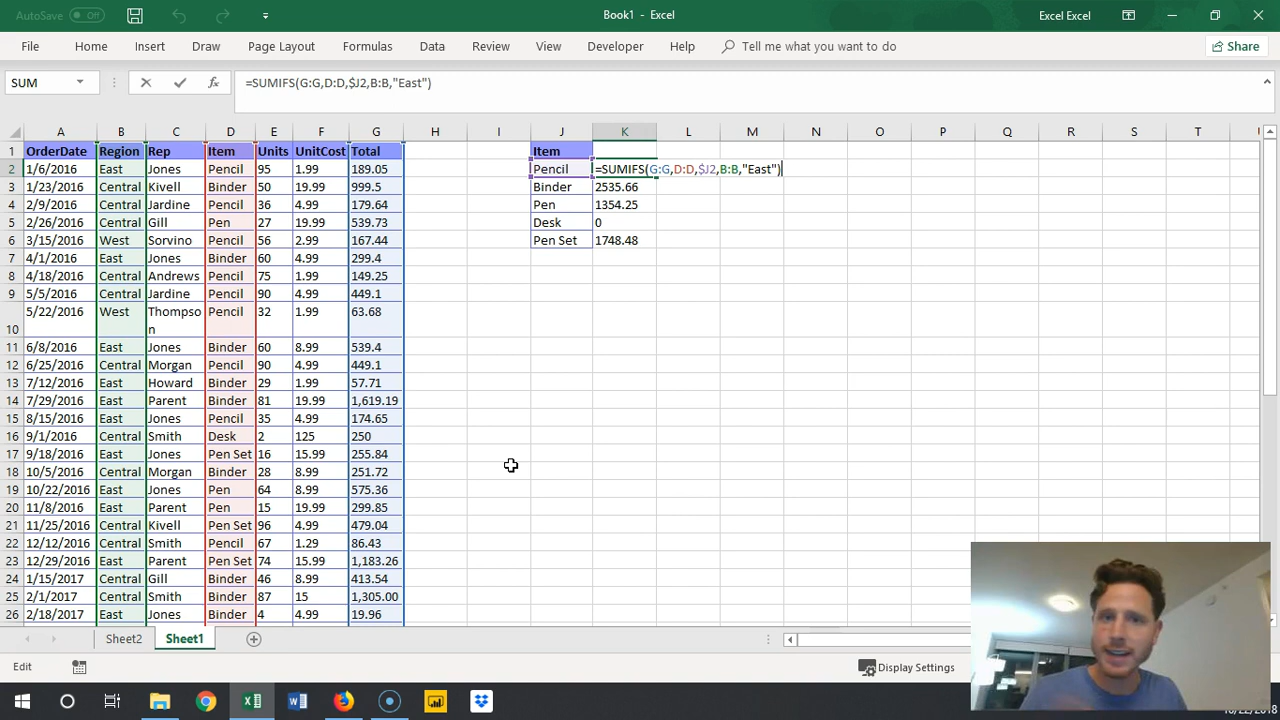 AutoSave Off Book1 - Excel Excel Excel
File Home Insert Draw Page Layout Formulas Data Review View Developer Help Tell me what you want to do Share
SUM fx =SUMIFS(G:G,D:D,$J2,B:B,"East")
A B C D E F G H I J K L M N O P Q R S T
1 OrderDate Region Rep Item Units UnitCost Total Item
2 1/6/2016 East Jones Pencil 95 1.99 189.05 Pencil =SUMIFS(G:G,D:D,$J2,B:B,"East")
3 1/23/2016 Central Kivell Binder 50 19.99 999.5 Binder 2535.66
4 2/9/2016 Central Jardine Pencil 36 4.99 179.64 Pen 1354.25
5 2/26/2016 Central Gill Pen 27 19.99 539.73 Desk 0
6 3/15/2016 West Sorvino Pencil 56 2.99 167.44 Pen Set 1748.48
7 4/1/2016 East Jones Binder 60 4.99 299.4
8 4/18/2016 Central Andrews Pencil 75 1.99 149.25
9 5/5/2016 Central Jardine Pencil 90 4.99 449.1
5/22/2016 West Thompso Pencil 32 1.99 63.68
10 n
11 6/8/2016 East Jones Binder 60 8.99 539.4
12 6/25/2016 Central Morgan Pencil 90 4.99 449.1
13 7/12/2016 East Howard Binder 29 1.99 57.71
14 7/29/2016 East Parent Binder 81 19.99 1,619.19
15 8/15/2016 East Jones Pencil 35 4.99 174.65
16 9/1/2016 Central Smith Desk 2 125 250
17 9/18/2016 East Jones Pen Set 16 15.99 255.84
18 10/5/2016 Central Morgan Binder 28 8.99 251.72
19 10/22/2016 East Jones Pen 64 8.99 575.36
20 11/8/2016 East Parent Pen 15 19.99 299.85
21 11/25/2016 Central Kivell Pen Set 96 4.99 479.04
22 12/12/2016 Central Smith Pencil 67 1.29 86.43
23 12/29/2016 East Parent Pen Set 74 15.99 1,183.26
24 1/15/2017 Central Gill Binder 46 8.99 413.54
25 2/1/2017 Central Smith Binder 87 15 1,305.00
26 2/18/2017 East Jones Binder 4 4.99 19.96
Sheet2 Sheet1
Edit Display Settings